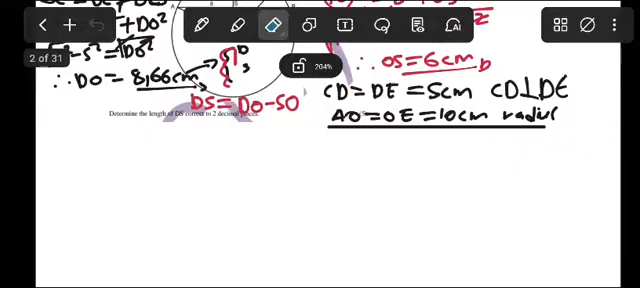 +DO²
-5² = DO²
2 of 31
∴DO = 8,66cm
DS = DO-SO
Determine the length of DS correct to 2 decimal places.
204%
AI
∴ OS = 6cm
CD = DE = 5cm CD⊥DE
AO = OE = 10cm radius